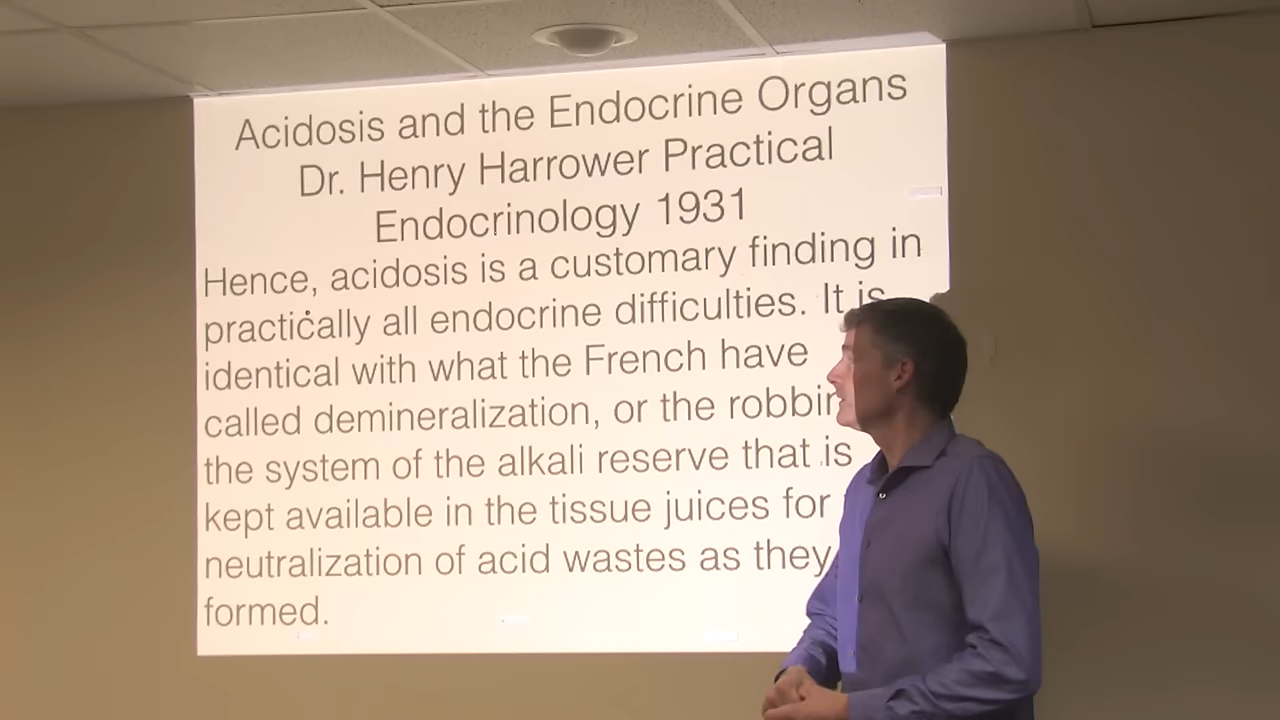 Acidosis and the Endocrine Organs
Dr. Henry Harrower Practical
Endocrinology 1931
Hence, acidosis is a customary finding in
practically all endocrine difficulties. It is
identical with what the French have
called demineralization, or the
the system of the alkali reserve that is
kept available in the tissue juices for
neutralization of acid wastes as they
formed.